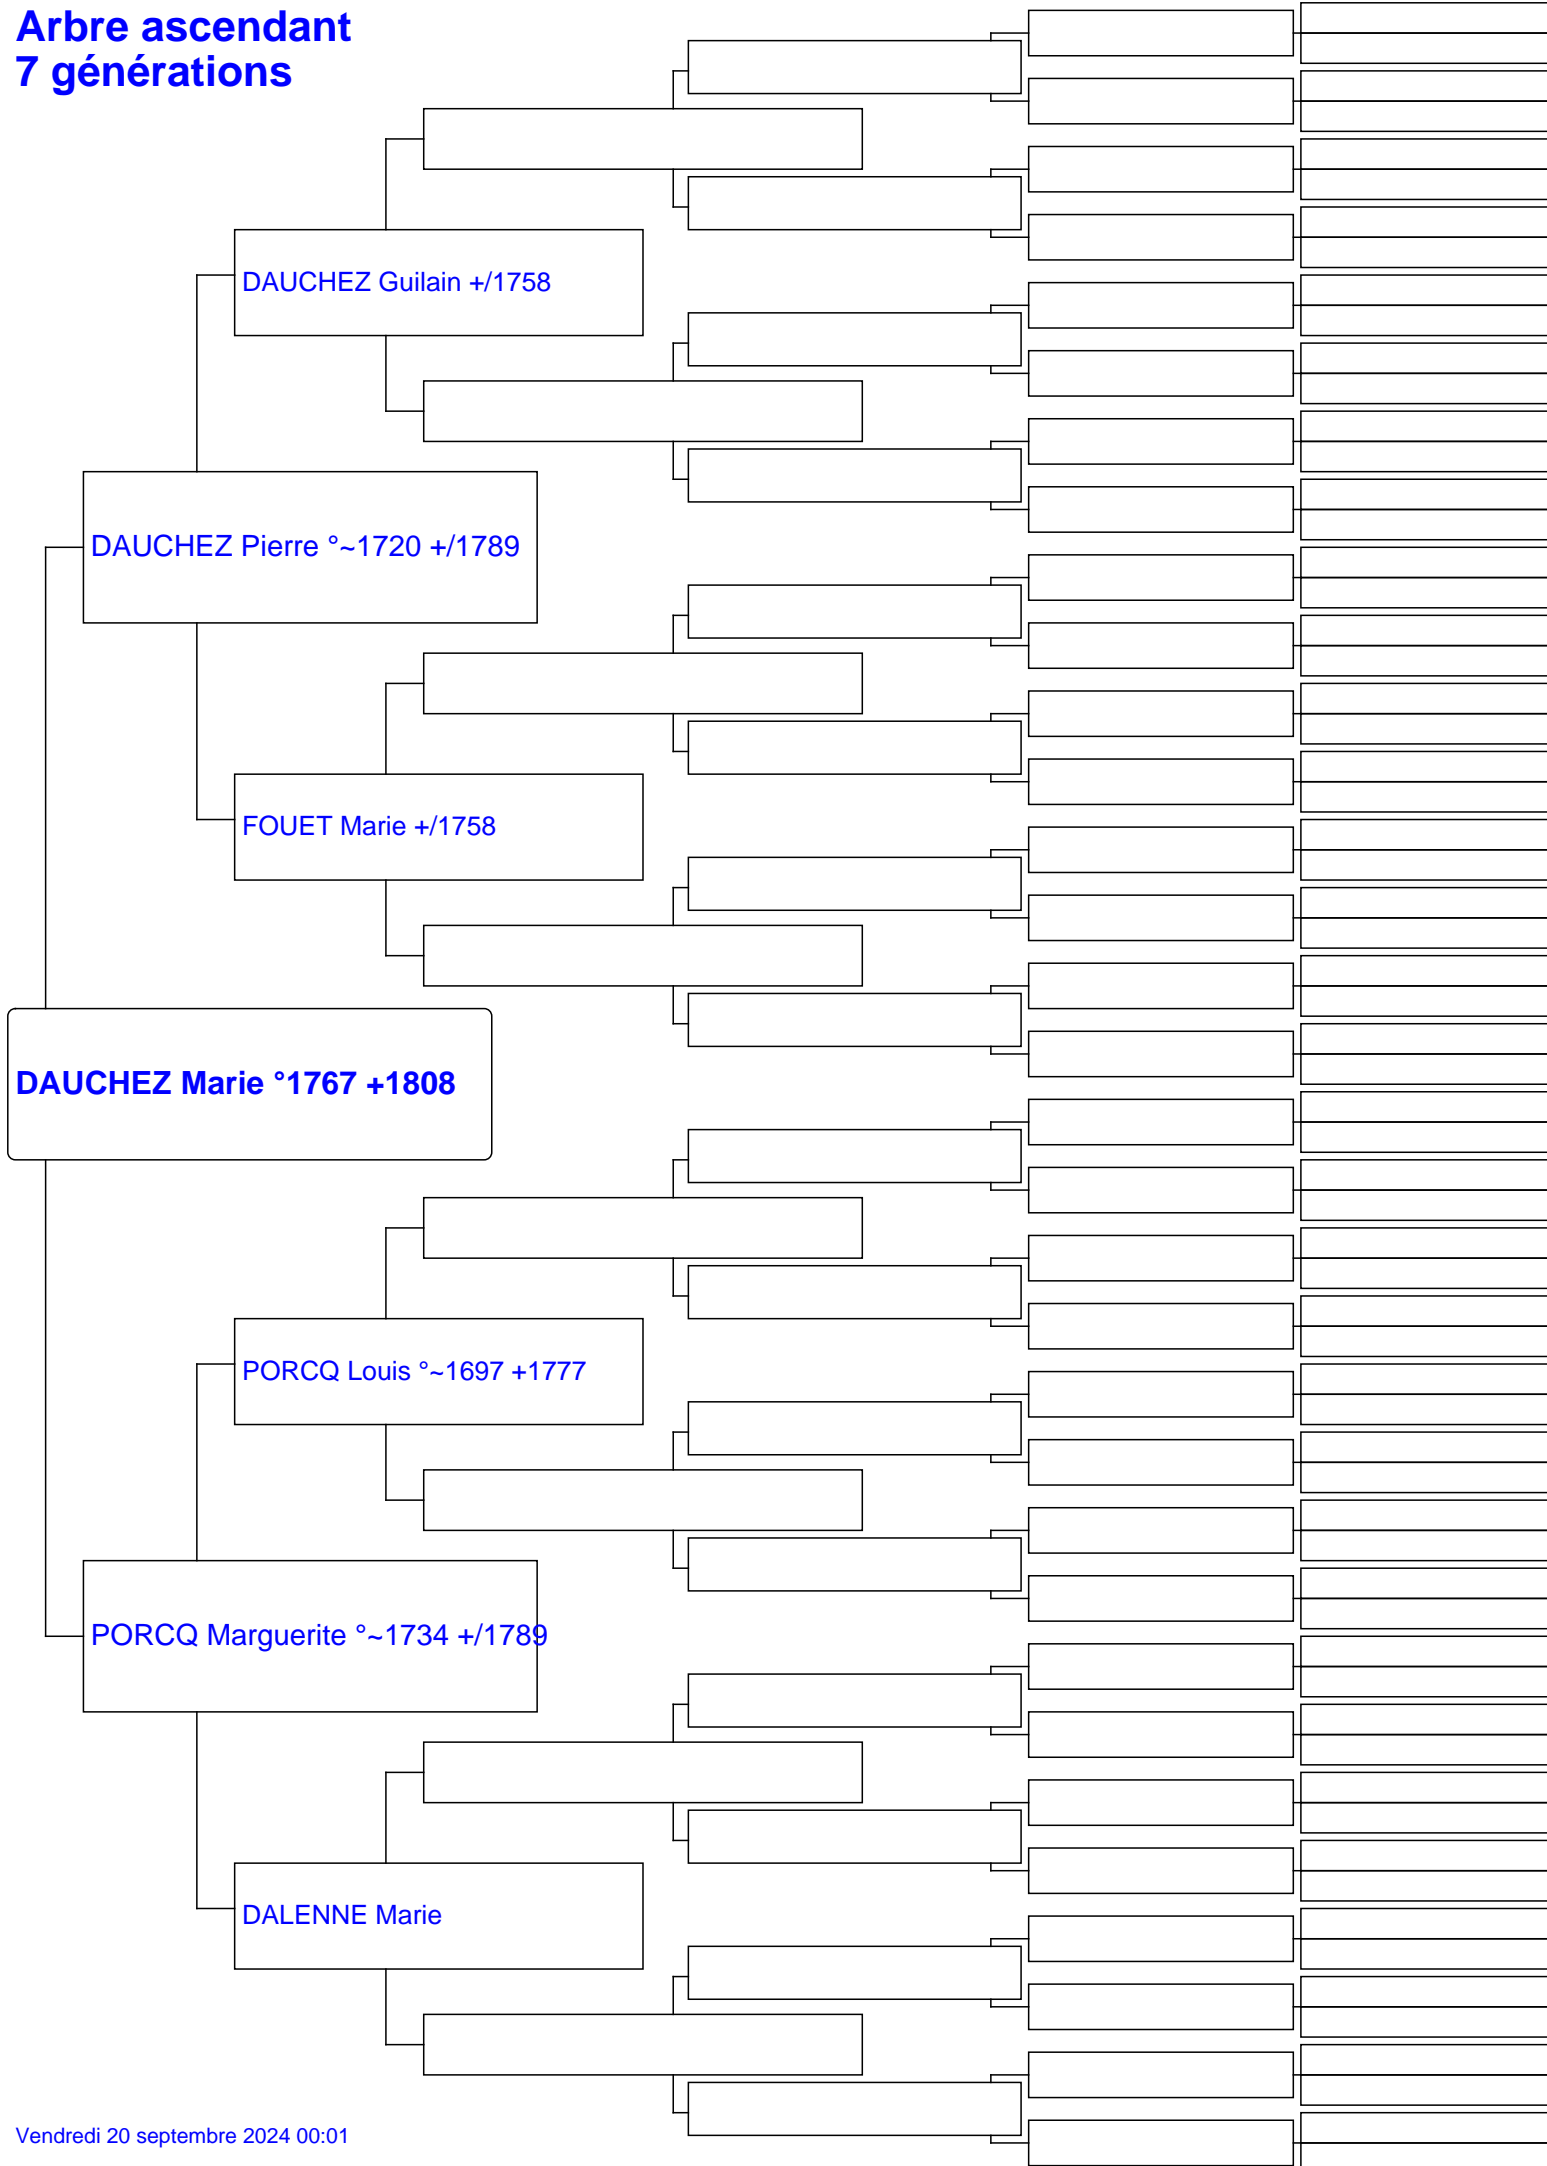 Arbre ascendant
7 générations
DAUCHEZ Guilain +/1758
DAUCHEZ Pierre °~1720 +/1789
FOUET Marie +/1758
DAUCHEZ Marie °1767 +1808
PORCQ Louis °~1697 +1777
PORCQ Marguerite °~1734 +/1789
DALENNE Marie
Vendredi 20 septembre 2024 00:01